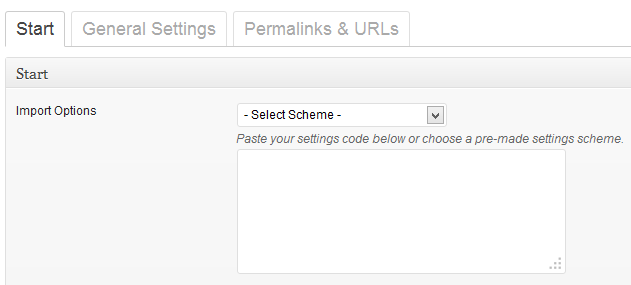 Start General Settings Permalinks & URLs
Start
Import Options - Select Scheme -
Paste your settings code below or choose a pre-made settings scheme.